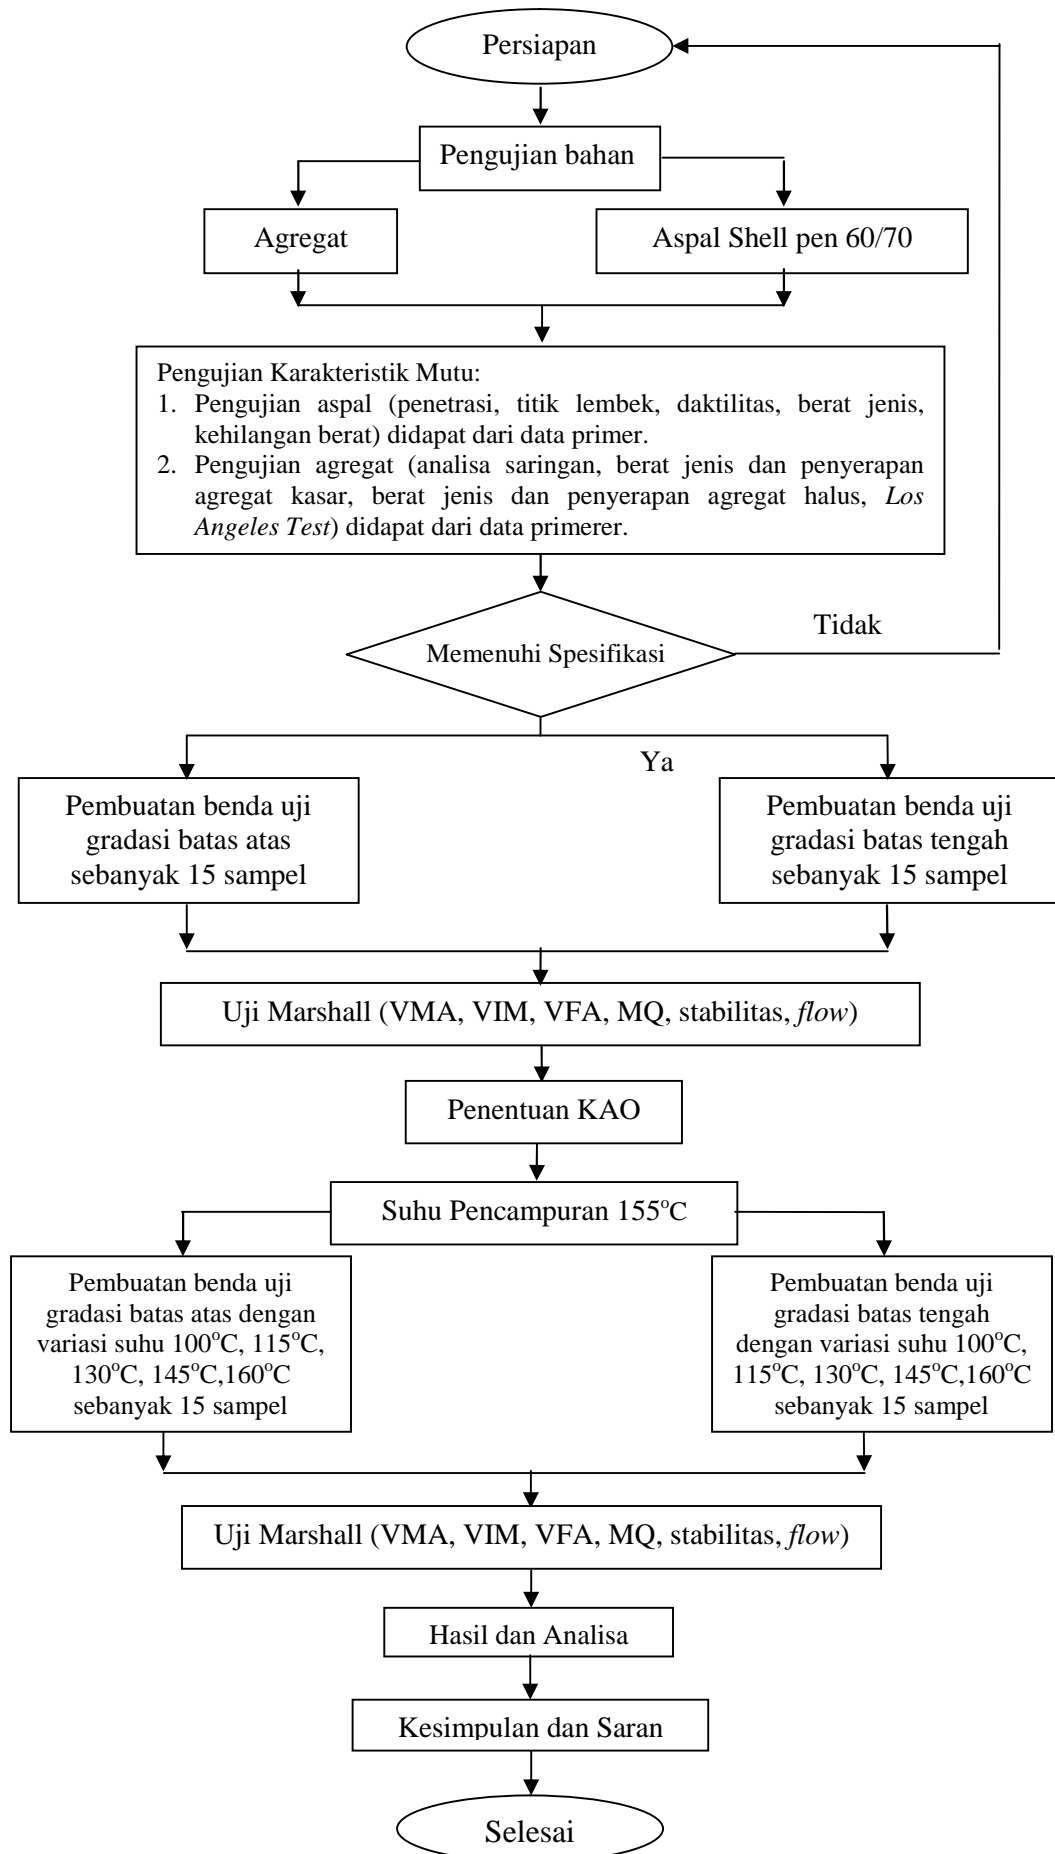 Persiapan
Pengujian bahan
Agregat
Aspal Shell pen 60/70
Pengujian Karakteristik Mutu:
1. Pengujian aspal (penetrasi, titik lembek, daktilitas, berat jenis,
kehilangan berat) didapat dari data primer.
2. Pengujian agregat (analisa saringan, berat jenis dan penyerapan
agregat kasar, berat jenis dan penyerapan agregat halus, Los
Angeles Test) didapat dari data primerer.
Tidak
Memenuhi Spesifikasi
Ya
Pembuatan benda uji
gradasi batas atas
sebanyak 15 sampel
Pembuatan benda uji
gradasi batas tengah
sebanyak 15 sampel
Uji Marshall (VMA, VIM, VFA, MQ, stabilitas, flow)
Penentuan KAO
Suhu Pencampuran 155°C
Pembuatan benda uji
gradasi batas atas dengan
variasi suhu 100°C, 115°C,
130°C, 145°C,160°C
sebanyak 15 sampel
Pembuatan benda uji
gradasi batas tengah
dengan variasi suhu 100°C,
115°C, 130°C, 145°C,160°C
sebanyak 15 sampel
Uji Marshall (VMA, VIM, VFA, MQ, stabilitas, flow)
Hasil dan Analisa
Kesimpulan dan Saran
Selesai